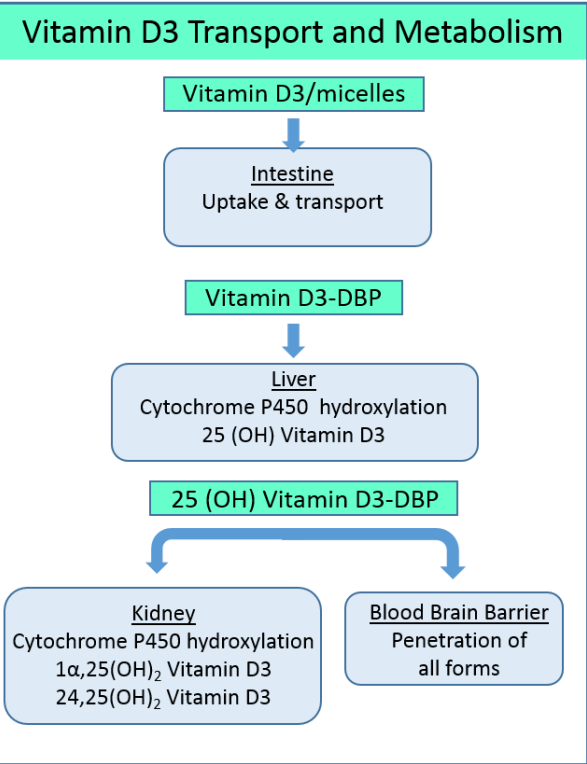 Vitamin D3 Transport and Metabolism
Vitamin D3/micelles
Intestine
Uptake & transport
Vitamin D3-DBP
Liver
Cytochrome P450 hydroxylation
25 (OH) Vitamin D3
25 (OH) Vitamin D3-DBP
Kidney
Cytochrome P450 hydroxylation
1α,25(OH)₂ Vitamin D3
24,25(OH)₂ Vitamin D3
Blood Brain Barrier
Penetration of
all forms